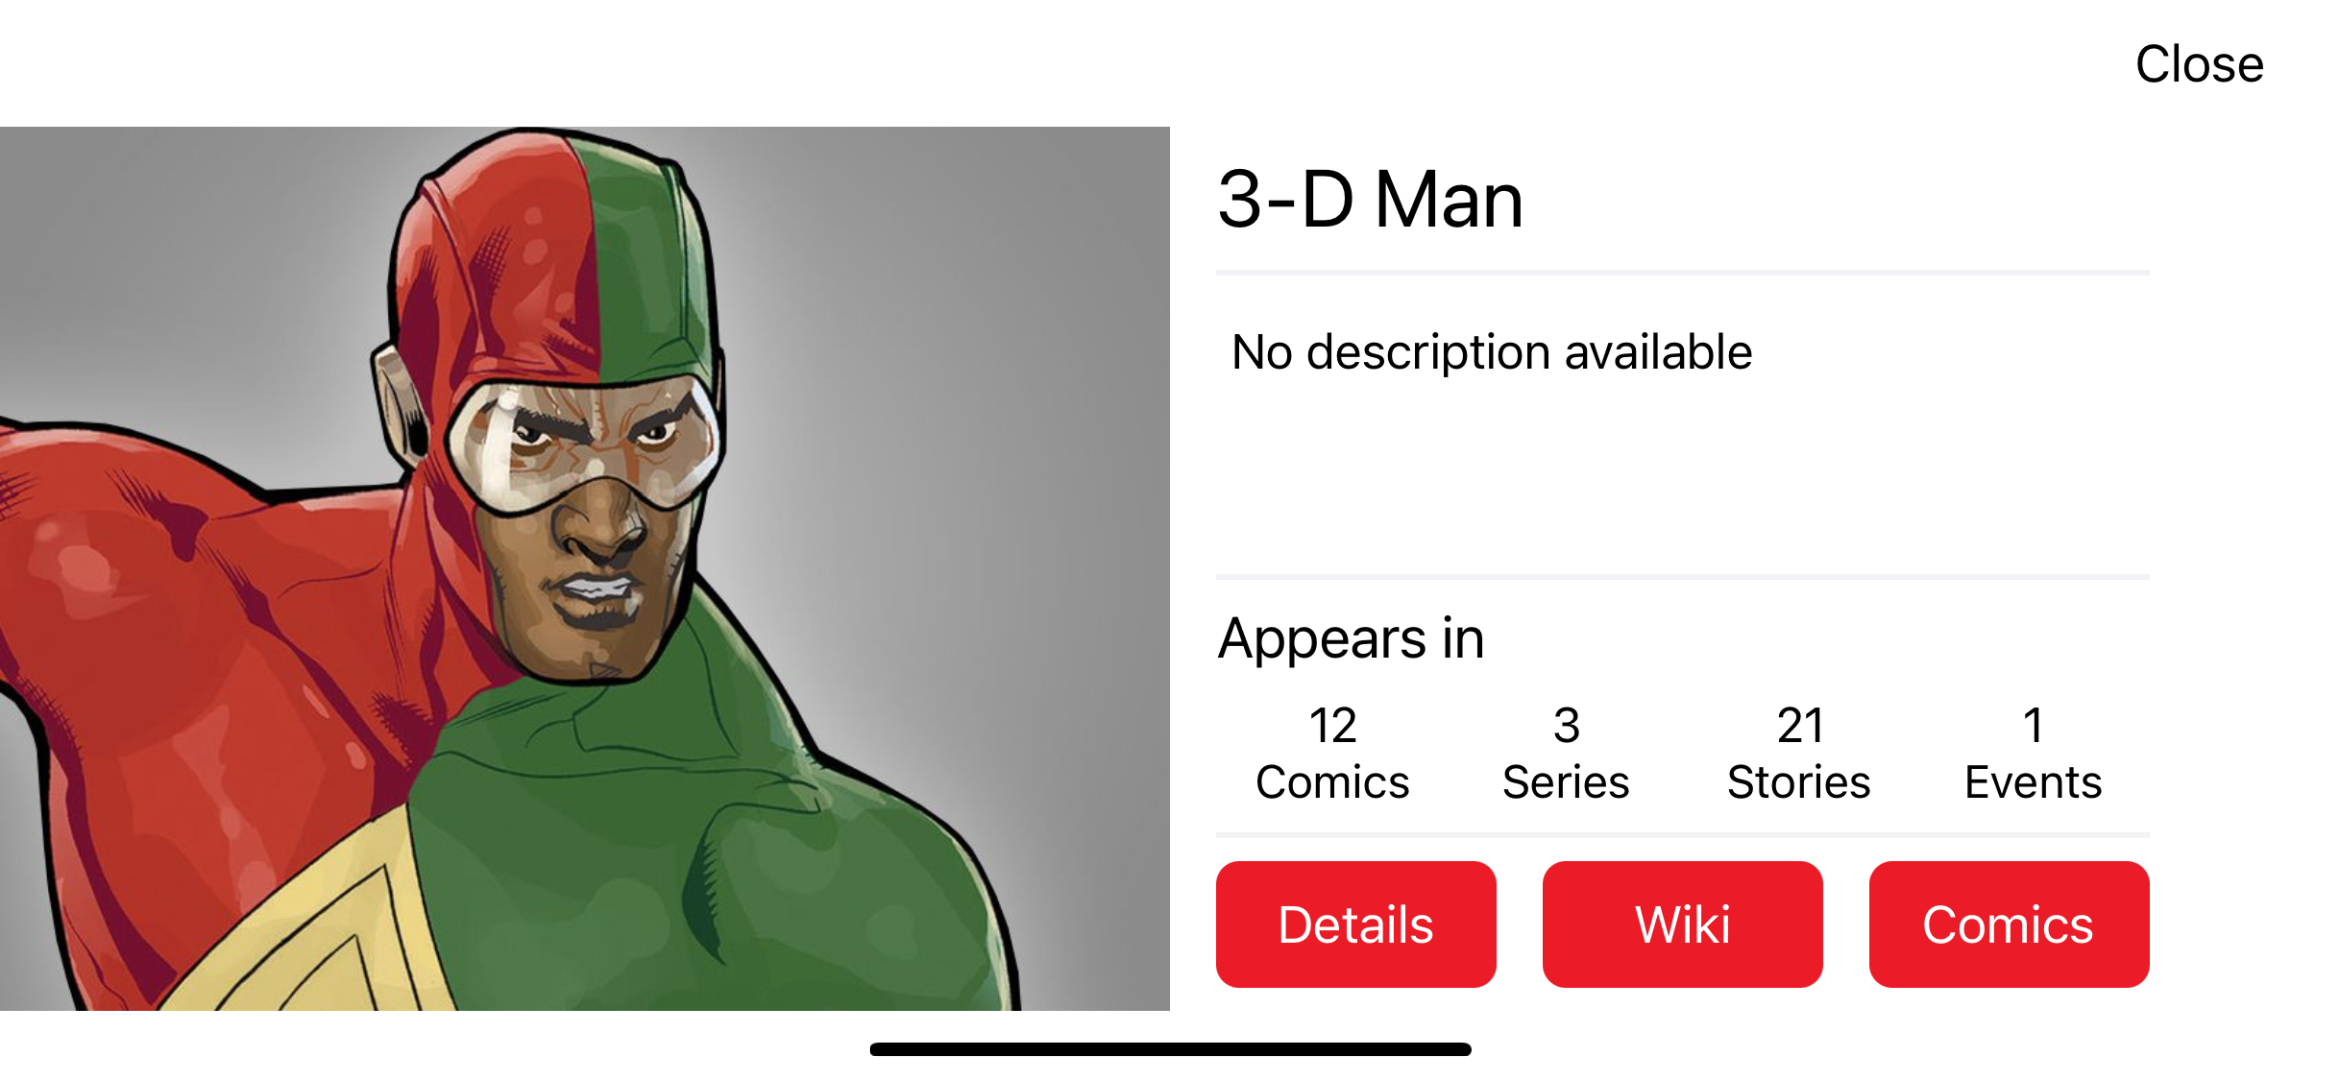 Close
3-D Man
No description available
Appears in
12 3 21 1
Comics Series Stories Events
Details Wiki Comics